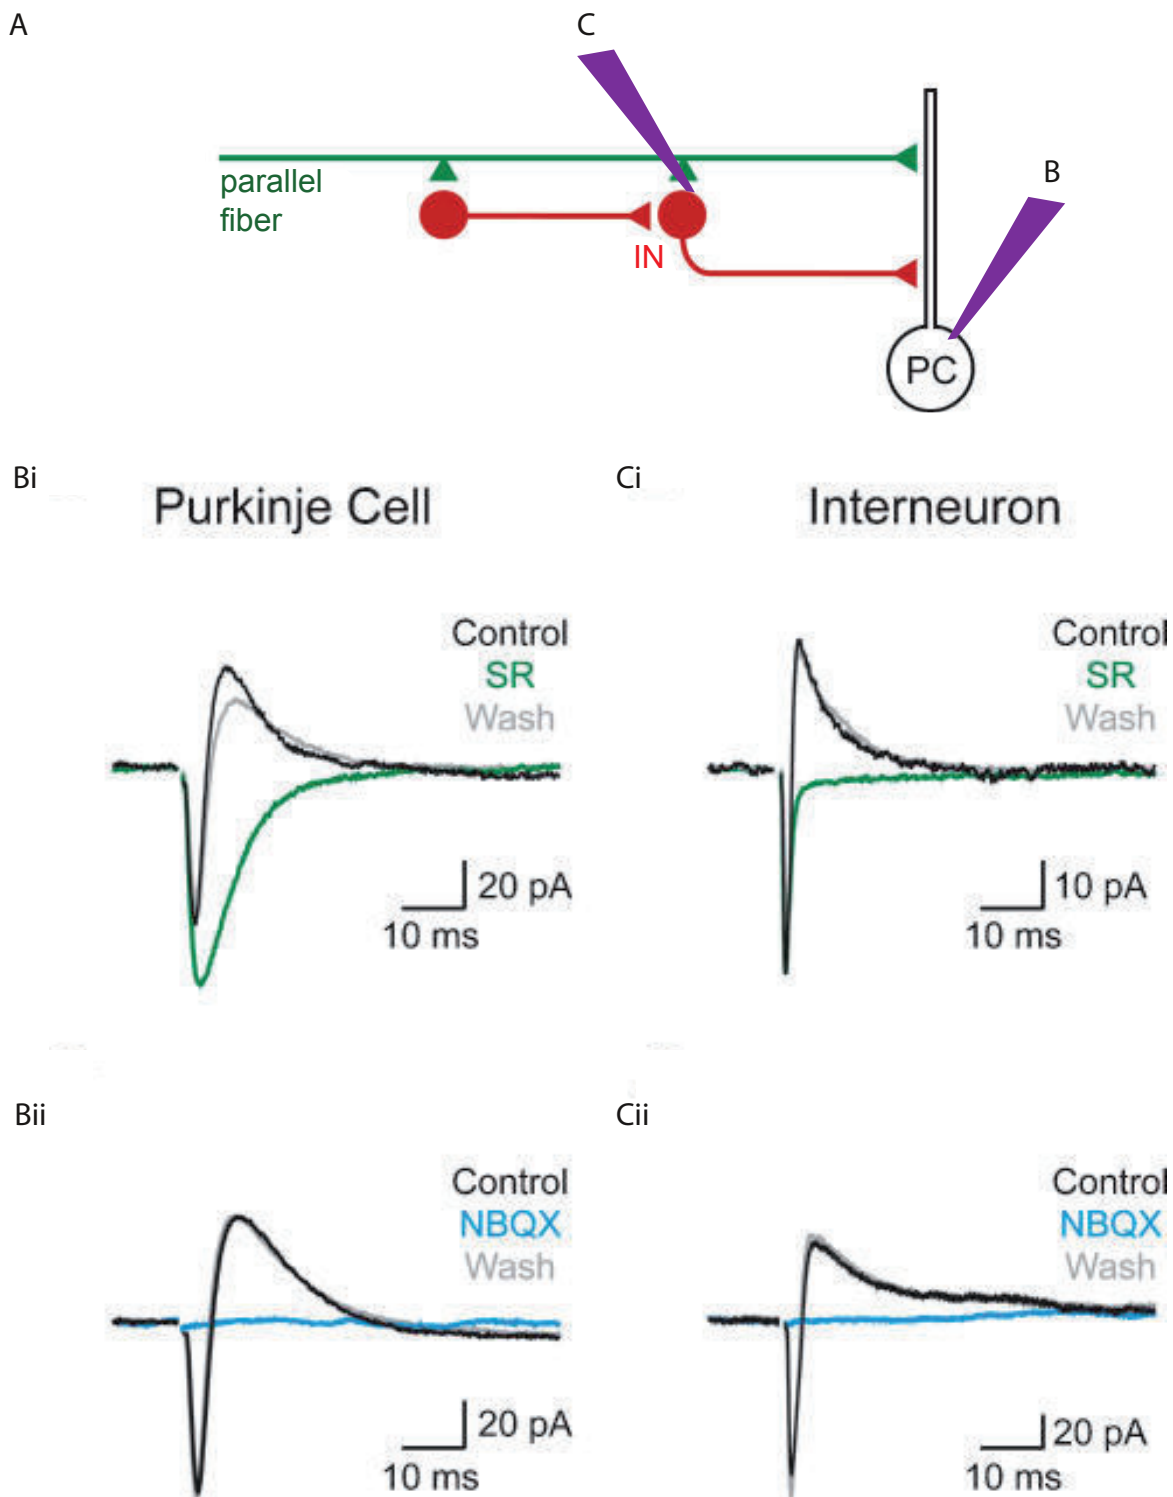 A
C
B
parallel
fiber
IN
PC
Bi
Purkinje Cell
Control
SR
Wash
20 pA
10 ms
Ci
Interneuron
Control
SR
Wash
10 pA
10 ms
Bii
Control
NBQX
Wash
20 pA
10 ms
Cii
Control
NBQX
Wash
20 pA
10 ms